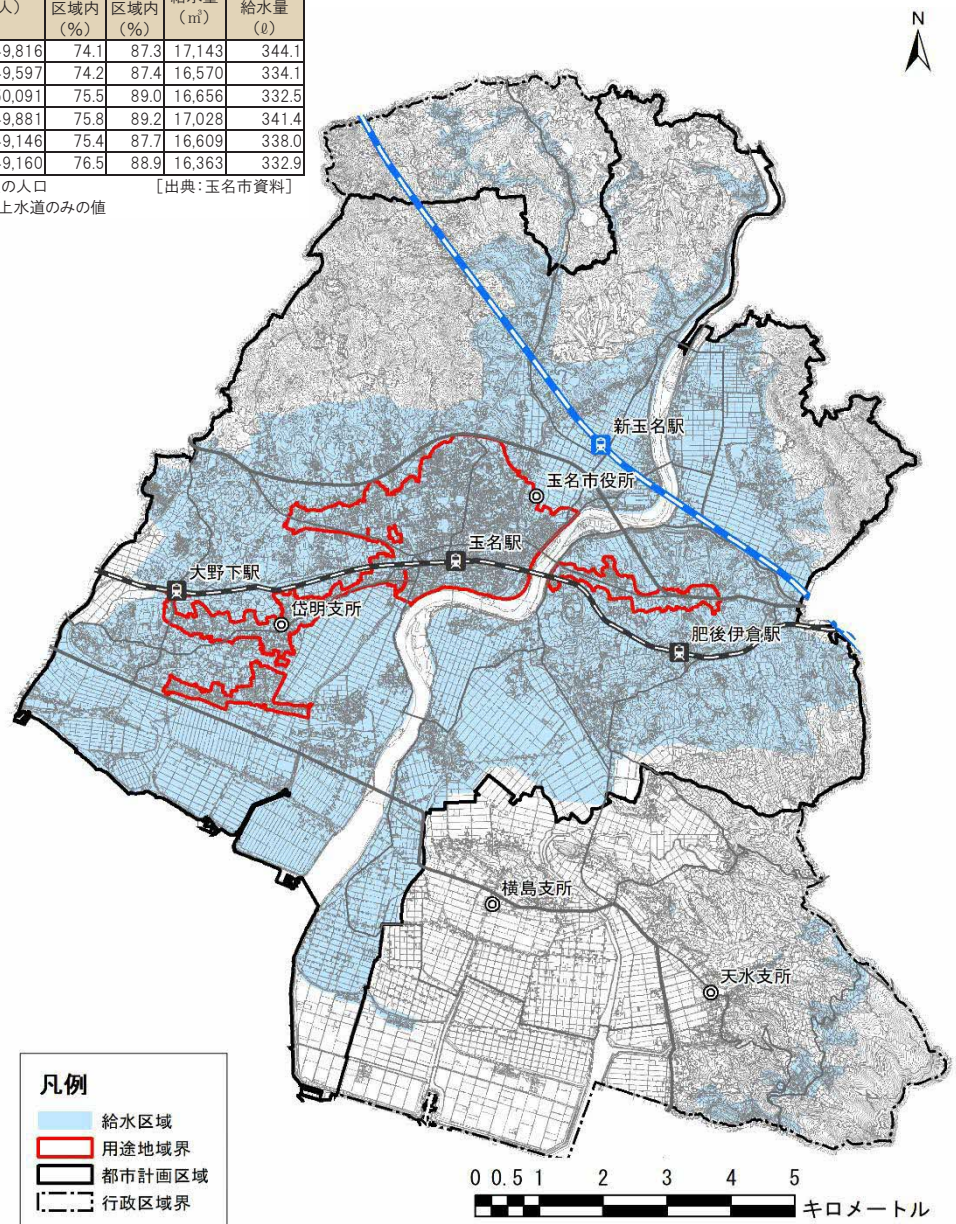 人)
区域内 区域内 給水量 給水量
(%) (%) (㎥) (ℓ)
9,816 74.1 87.3 17,143 344.1
9,597 74.2 87.4 16,570 334.1
0,091 75.5 89.0 16,656 332.5
9,881 75.8 89.2 17,028 341.4
9,146 75.4 87.7 16,609 338.0
9,160 76.5 88.9 16,363 332.9
の人口 [出典:玉名市資料]
上水道のみの値
N
新玉名駅
玉名市役所
玉名駅
大野下駅
岱明支所
肥後伊倉駅
横島支所
天水支所
凡例
給水区域
用途地域界
都市計画区域
行政区域界
0 0.5 1 2 3 4 5
キロメートル